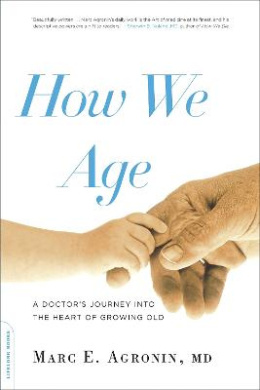 How We
Age
A DOCTOR'S JOURNEY INTO
THE HEART OF GROWING OLD
MARC E. AGRONIN, MD